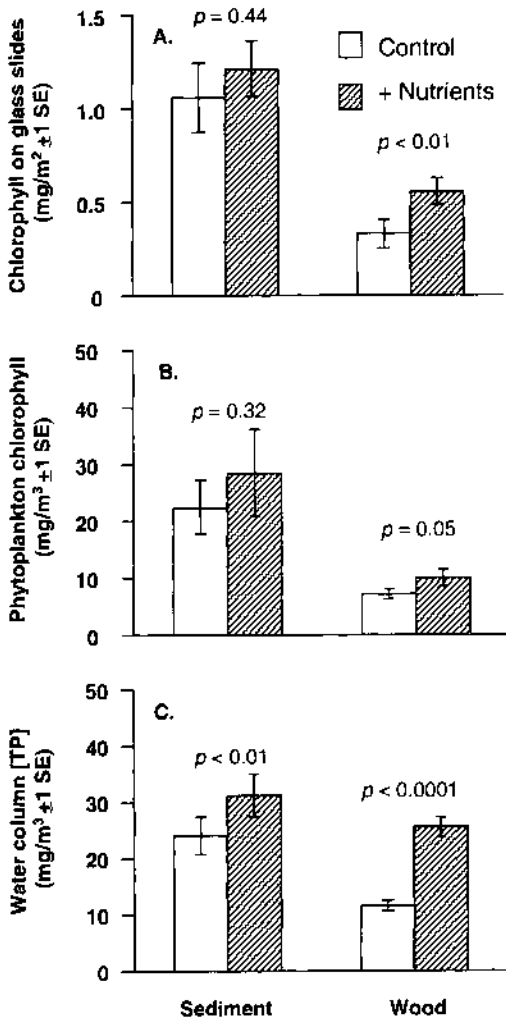 Chlorophyll on glass slides
(mg/m² ±1 SE)
1.5
1.0
0.5
0
A.
p = 0.44
p < 0.01
Control
+ Nutrients
Phytoplankton chlorophyll
(mg/m³ ±1 SE)
50
40
30
20
10
0
B.
p = 0.32
p = 0.05
Water column [TP]
(mg/m³ ±1 SE)
50
40
30
20
10
0
C.
p < 0.01
p < 0.0001
Sediment
Wood